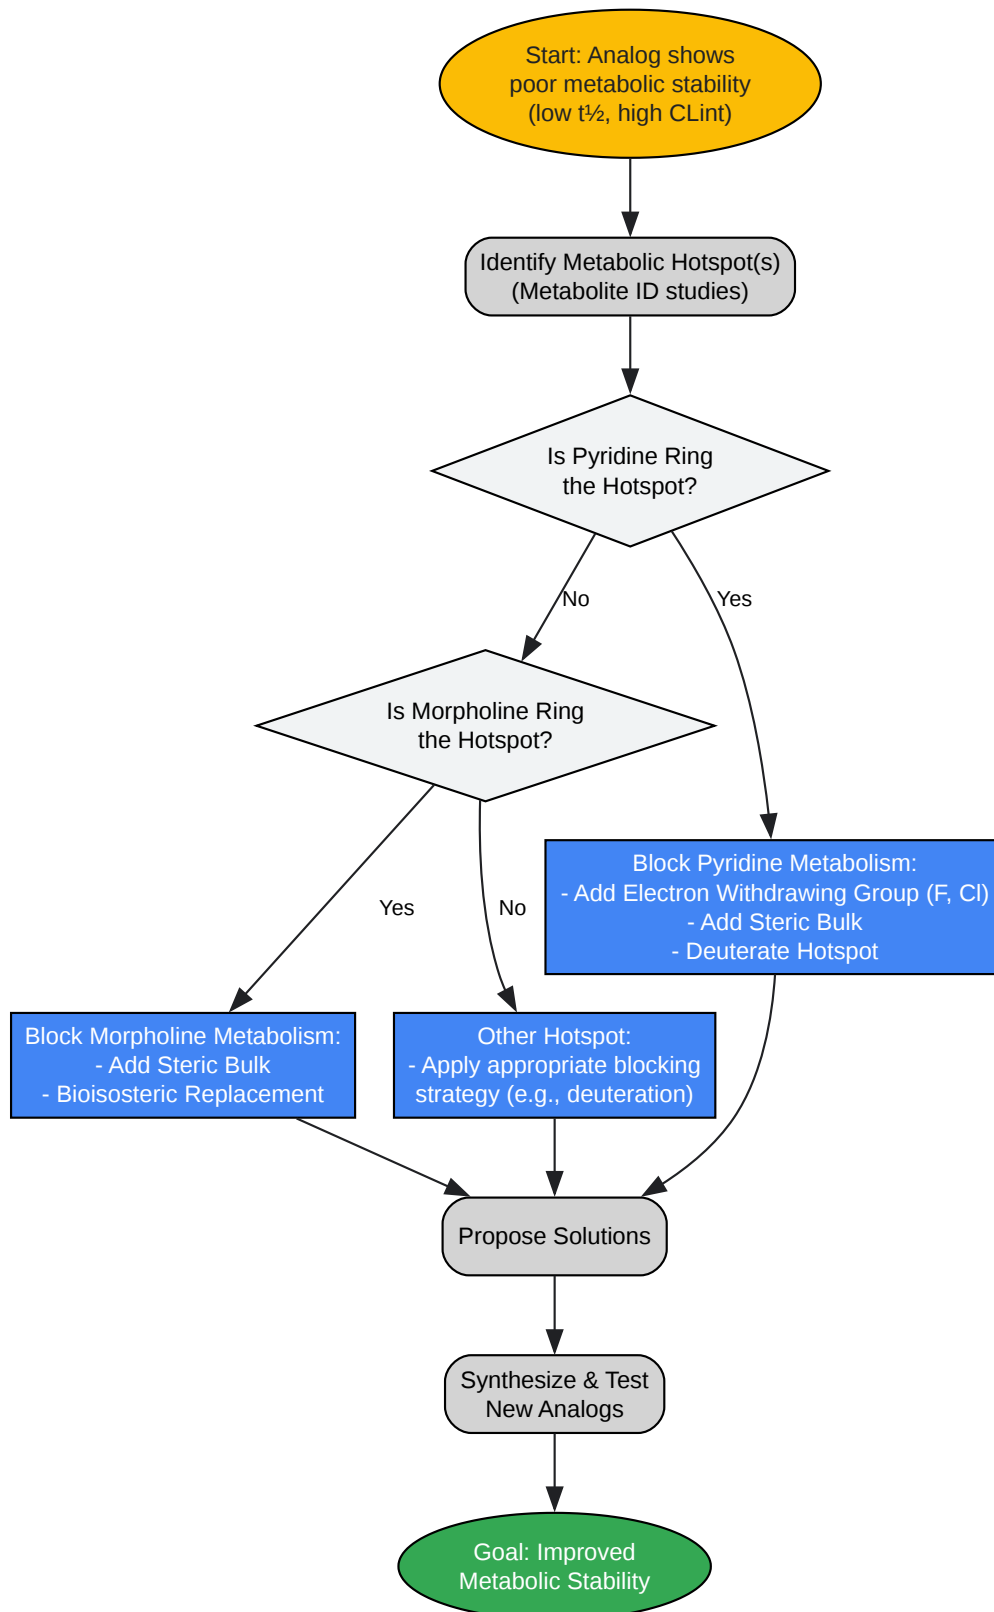 Start: Analog shows
poor metabolic stability
(low t½, high CLint)
Identify Metabolic Hotspot(s)
(Metabolite ID studies)
Is Pyridine Ring
the Hotspot?
No
Yes
Is Morpholine Ring
the Hotspot?
Yes
No
Block Pyridine Metabolism:
- Add Electron Withdrawing Group (F, Cl)
- Add Steric Bulk
- Deuterate Hotspot
Block Morpholine Metabolism:
- Add Steric Bulk
- Bioisosteric Replacement
Other Hotspot:
- Apply appropriate blocking
strategy (e.g., deuteration)
Propose Solutions
Synthesize & Test
New Analogs
Goal: Improved
Metabolic Stability